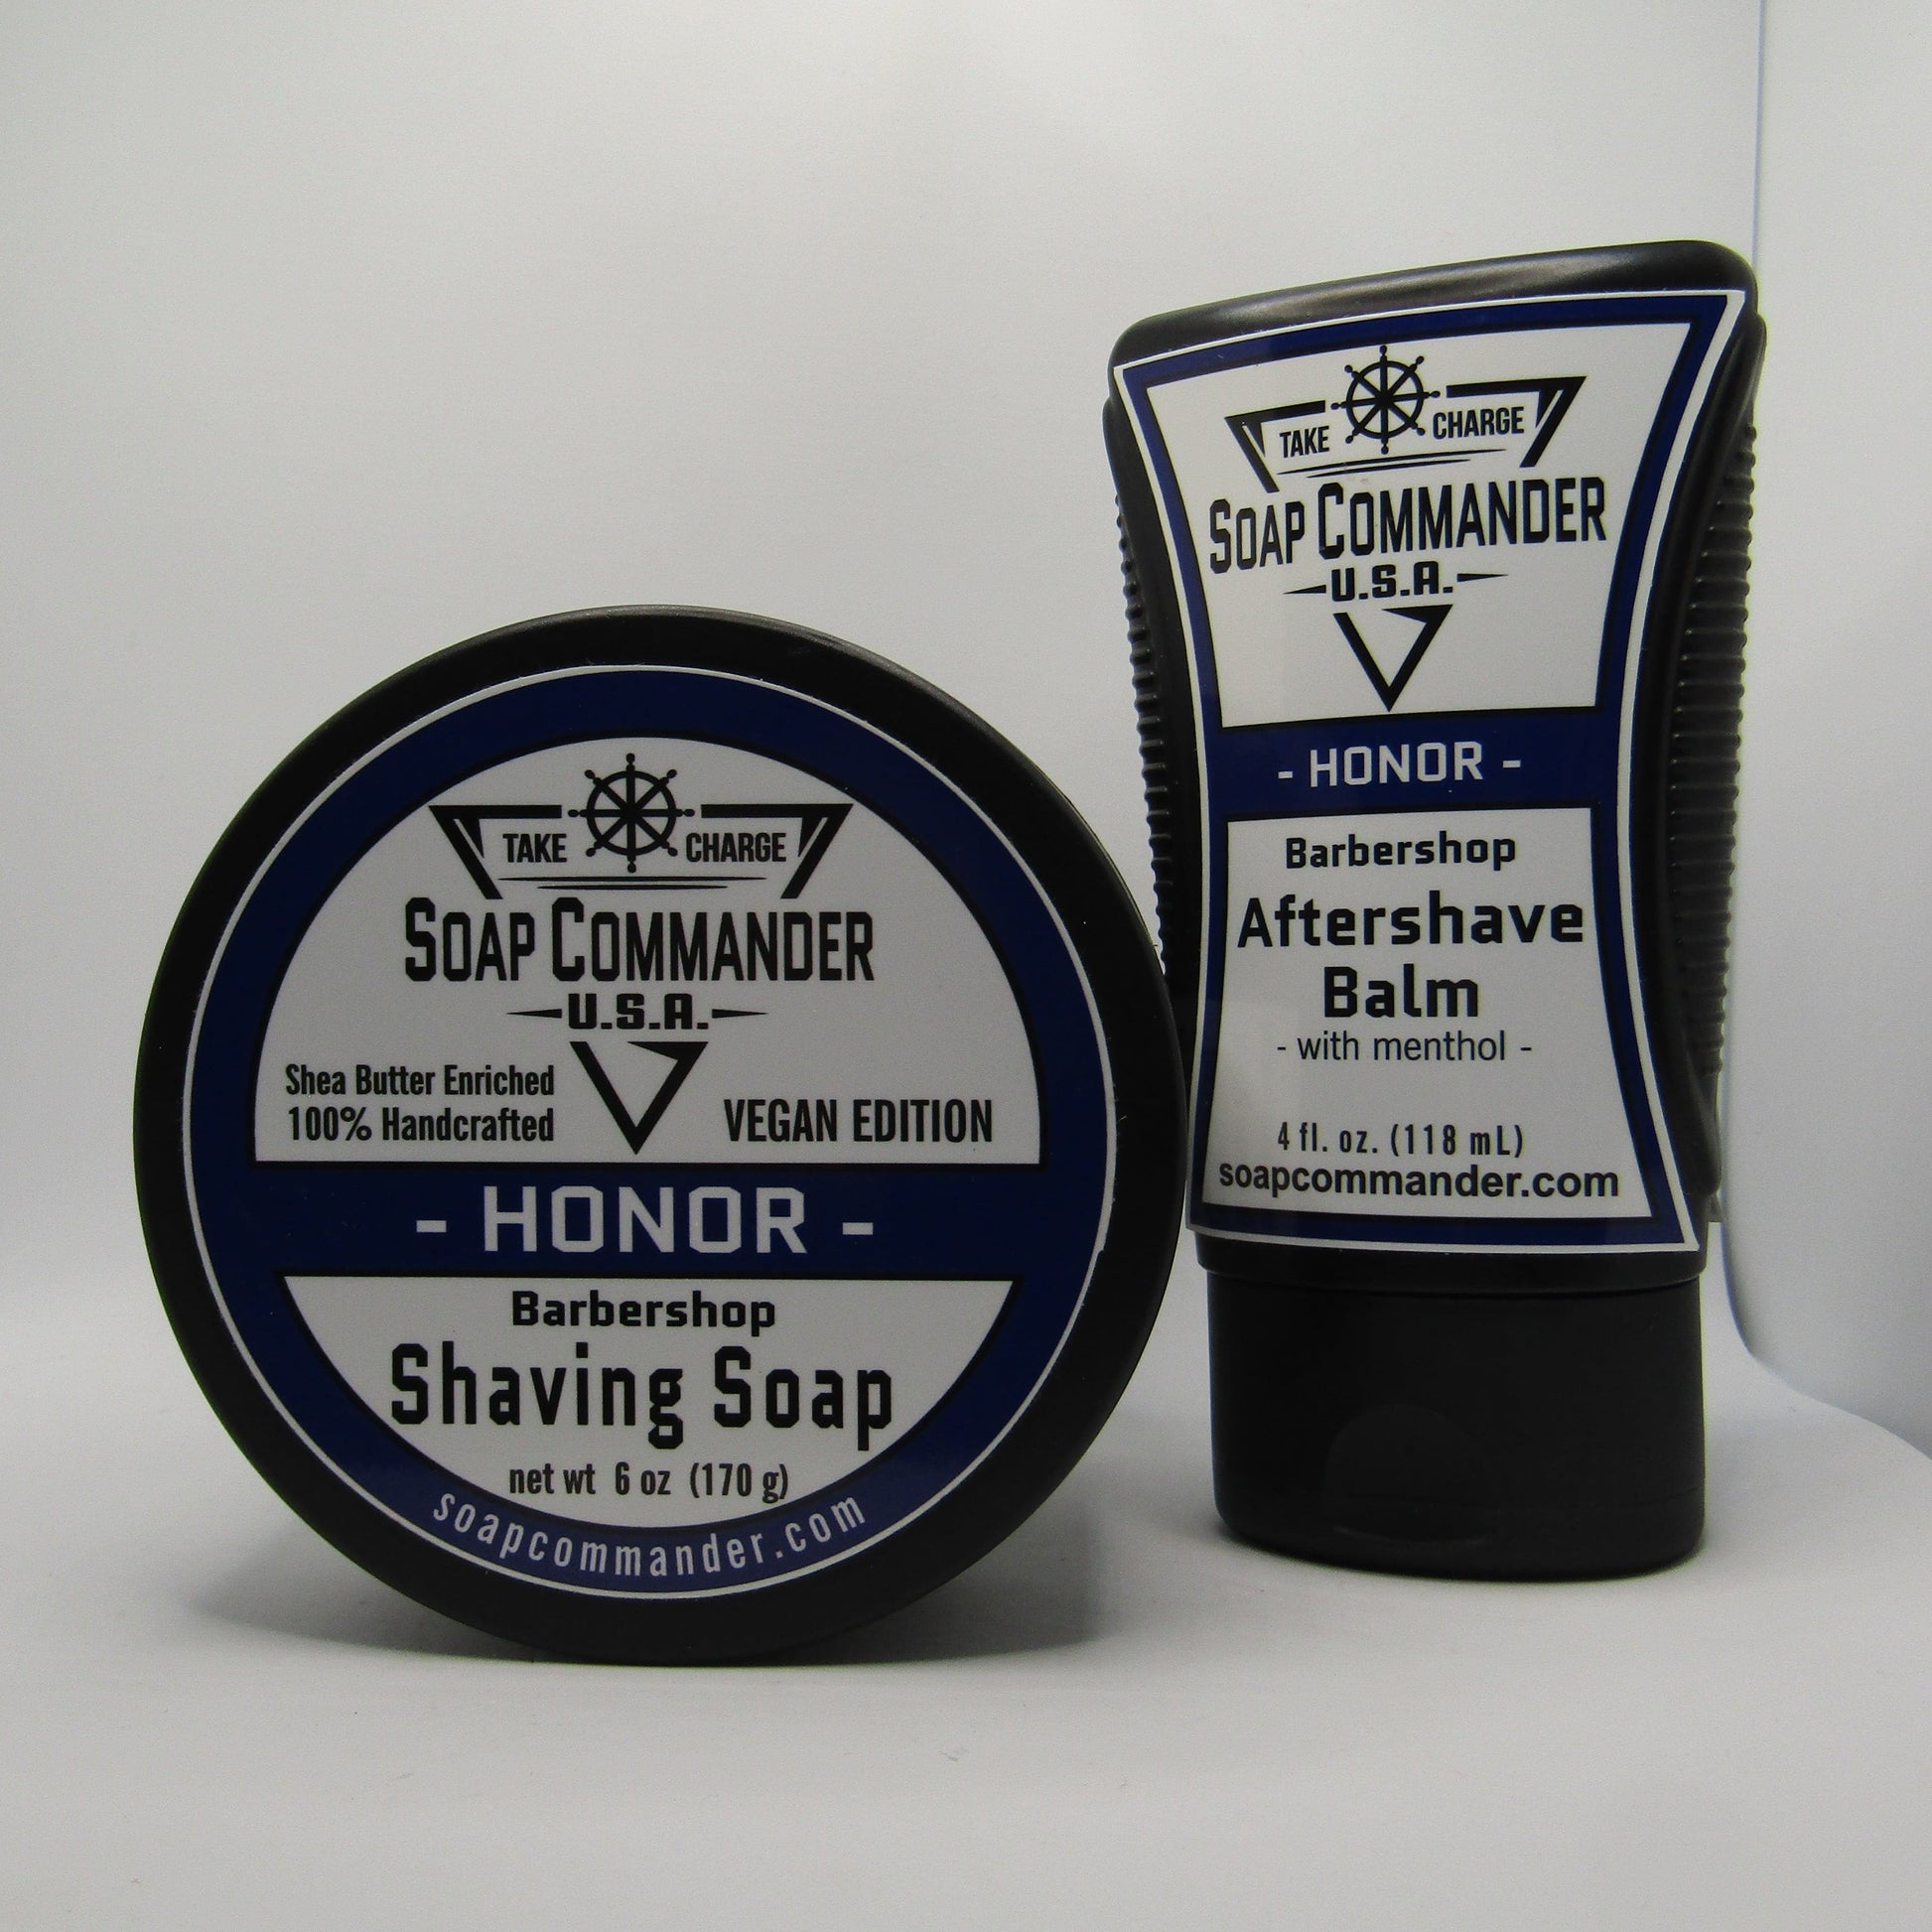 TAKE CHARGE
SOAP COMMANDER
U.S.A.
Shea Butter Enriched
100% Handcrafted
VEGAN EDITION
- HONOR -
Barbershop
Shaving Soap
net wt 6 oz (170 g)
soapcommander.com
TAKE CHARGE
SOAP COMMANDER
U.S.A.
- HONOR -
Barbershop
Aftershave
Balm
- with menthol -
4 fl. oz. (118 mL)
soapcommander.com